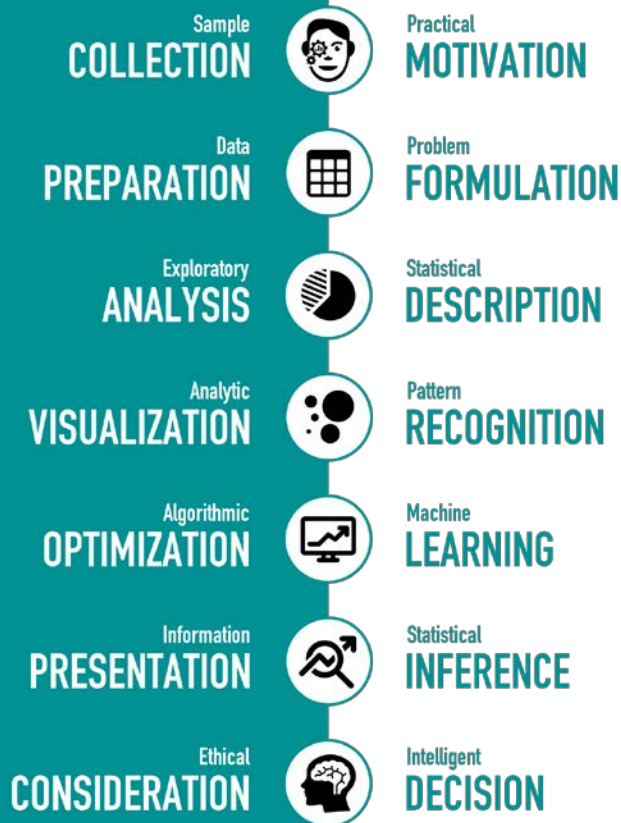 Sample
COLLECTION
Practical
MOTIVATION
Data
PREPARATION
Problem
FORMULATION
Exploratory
ANALYSIS
Statistical
DESCRIPTION
Analytic
VISUALIZATION
Pattern
RECOGNITION
Algorithmic
OPTIMIZATION
Machine
LEARNING
Information
PRESENTATION
Statistical
INFERENCE
Ethical
CONSIDERATION
Intelligent
DECISION